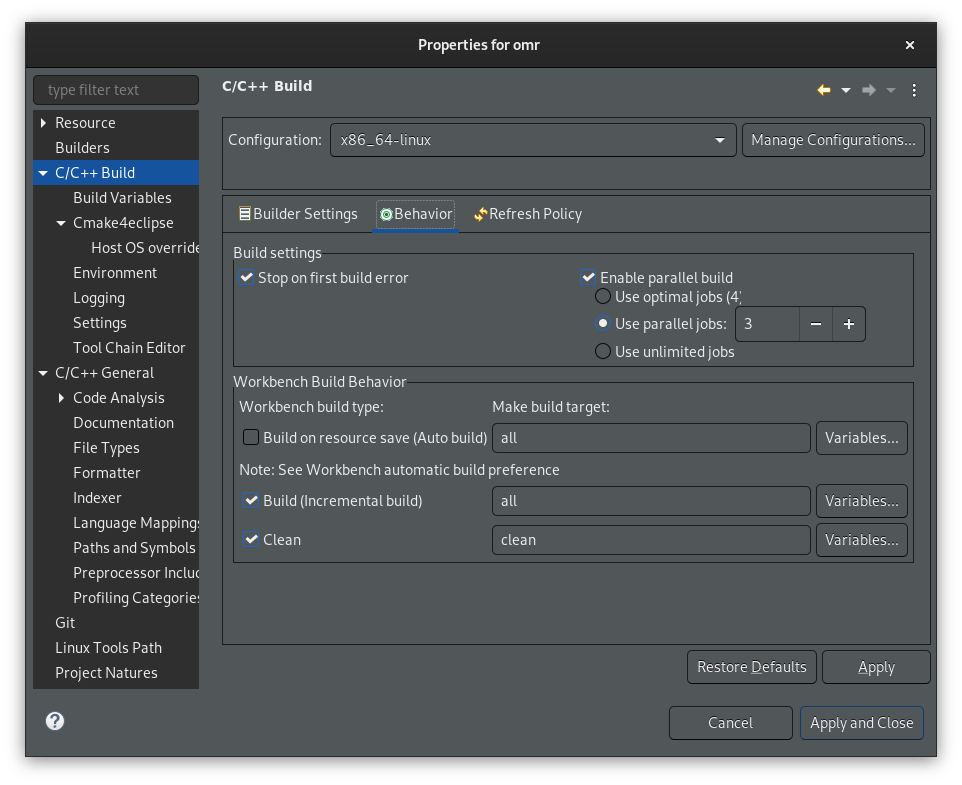 Properties for omr
type filter text
C/C++ Build
Resource
Builders
C/C++ Build
Build Variables
Cmake4eclipse
Host OS override
Environment
Logging
Settings
Tool Chain Editor
C/C++ General
Code Analysis
Documentation
File Types
Formatter
Indexer
Language Mappings
Paths and Symbols
Preprocessor Includ
Profiling Categories
Git
Linux Tools Path
Project Natures
Configuration: x86_64-linux Manage Configurations...
Builder Settings Behavior Refresh Policy
Build settings
Stop on first build error Enable parallel build
Use optimal jobs (4)
Use parallel jobs: 3 − +
Use unlimited jobs
Workbench Build Behavior
Workbench build type: Make build target:
Build on resource save (Auto build) all Variables...
Note: See Workbench automatic build preference
Build (Incremental build) all Variables...
Clean clean Variables...
Restore Defaults Apply
? Cancel Apply and Close